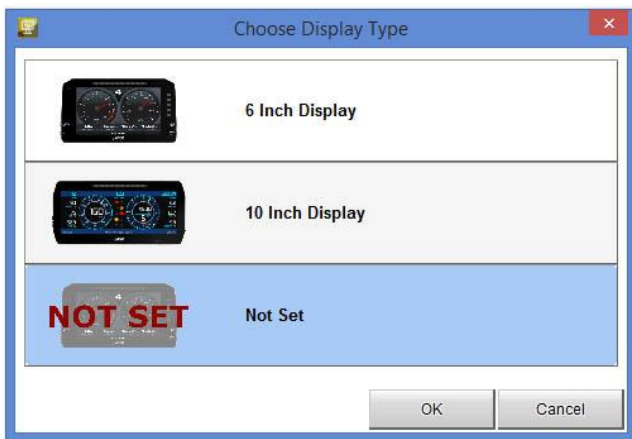 Choose Display Type
6 Inch Display
10 Inch Display
NOT SET
Not Set
OK
Cancel